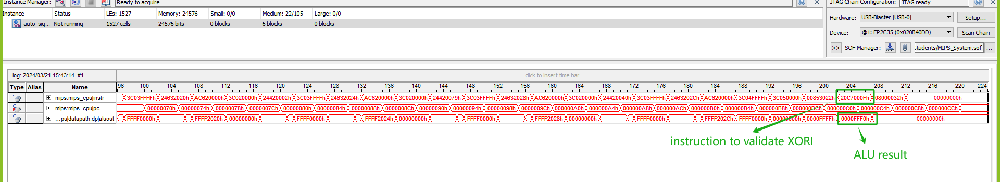 Instance Manager: Ready to acquire
JTAG Chain Configuration: JTAG ready
Instance Status LEs: 1527 Memory: 24576 Small: 0/0 Medium: 22/105 Large: 0/0
auto_sig... Not running 1527 cells 24576 bits 0 blocks 6 blocks 0 blocks
Hardware: USB-Blaster [USB-0] Setup...
Device: @1: EP2C35 (0x020B40DD) Scan Chain
>> SOF Manager: Students/MIPS_System.sof ...
log: 2024/03/21 15:43:14 #1 click to insert time bar
Type Alias Name 96 100 104 108 112 116 120 124 128 132 136 140 144 148 152 156 160 164 168 172 176 180 184 188 192 196 200 204 208 212 216 220 224
mips:mips_cpu|instr 3C03FFFFh 24632020h AC620000h 3C020000h 24420002h 3C03FFFFh 24632024h AC620000h 3C020000h 24420079h 3C03FFFFh 24632028h AC620000h 3C020000h 24420040h 3C03FFFFh 2463202Ch AC620000h 3C04FFFFh 3C050000h 00853022h 20C7000Fh 08000032h 00000000h
mips:mips_cpu|pc 00000070h 00000074h 00000078h 0000007Ch 00000080h 00000084h 00000088h 0000008Ch 00000090h 00000094h 00000098h 0000009Ch 000000A0h 000000A4h 000000A8h 000000ACh 000000B0h 000000B4h 000000B8h 000000BCh 000000C0h 000000C4h 000000C8h 000000CCh
...pu|datapath:dp|aluout FFFF0000h FFFF2020h 00000000h FFFF0000h FFFF2024h 00000000h FFFF0000h FFFF2028h 00000000h FFFF0000h FFFF202Ch FFFF0000h 00000000h 0000FFFFh 0000FFF0h 00000000h
instruction to validate XORI
ALU result